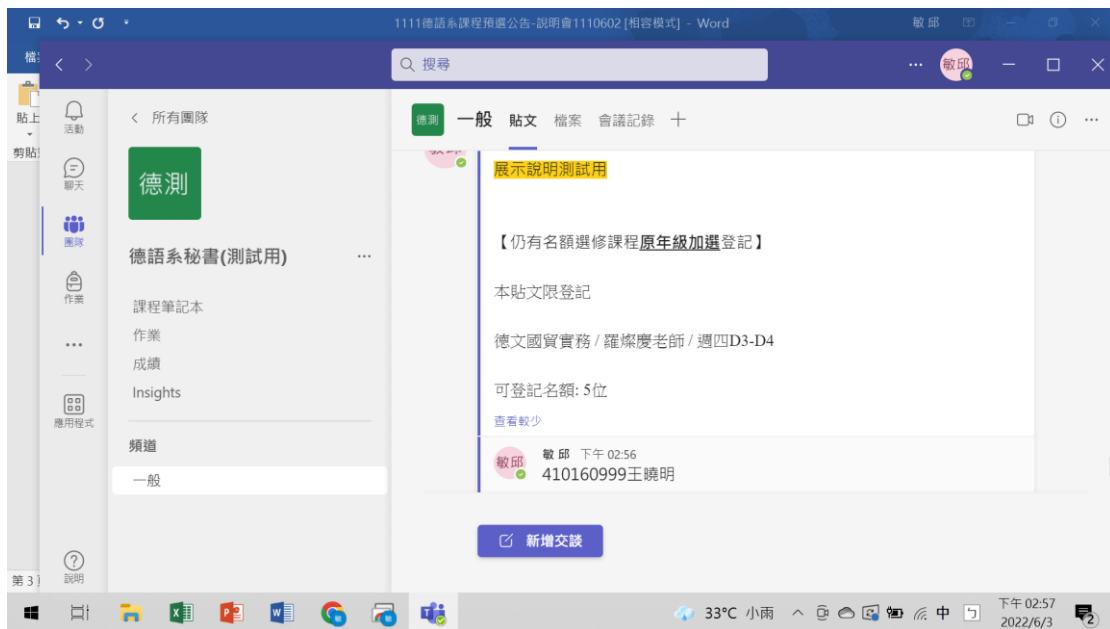 1111德語系課程預選公告-說明會1110602 [相容模式] - Word
敏 邱
搜尋
敏邱
貼上
活動
所有團隊
德測
一般 貼文 檔案 會議記錄
聊天
德測
展示說明測試用
團隊
【仍有名額選修課程原年級加選登記】
德語系秘書(測試用)
作業
課程筆記本
本貼文限登記
作業
德文國貿實務 / 羅燦慶老師 / 週四D3-D4
成績
Insights
可登記名額: 5位
應用程式
查看較少
頻道
敏邱
敏 邱 下午 02:56
410160999王曉明
一般
新增交談
說明
第 3
33°C 小雨
中
下午 02:57
2022/6/3
2